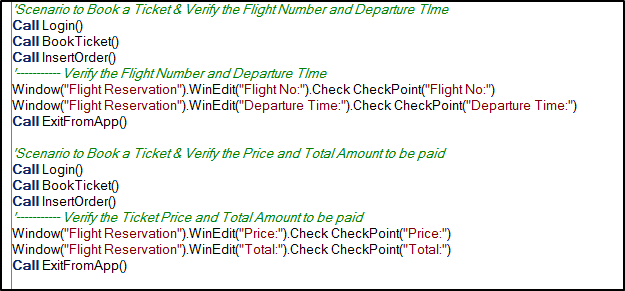 'Scenario to Book a Ticket & Verify the Flight Number and Departure TIme
Call Login()
Call BookTicket()
Call InsertOrder()
'----------- Verify the Flight Number and Departure TIme
Window("Flight Reservation").WinEdit("Flight No:").Check CheckPoint("Flight No:")
Window("Flight Reservation").WinEdit("Departure Time:").Check CheckPoint("Departure Time:")
Call ExitFromApp()
'Scenario to Book a Ticket & Verify the Price and Total Amount to be paid
Call Login()
Call BookTicket()
Call InsertOrder()
'----------- Verify the Ticket Price and Total Amount to be paid
Window("Flight Reservation").WinEdit("Price:").Check CheckPoint("Price:")
Window("Flight Reservation").WinEdit("Total:").Check CheckPoint("Total:")
Call ExitFromApp()